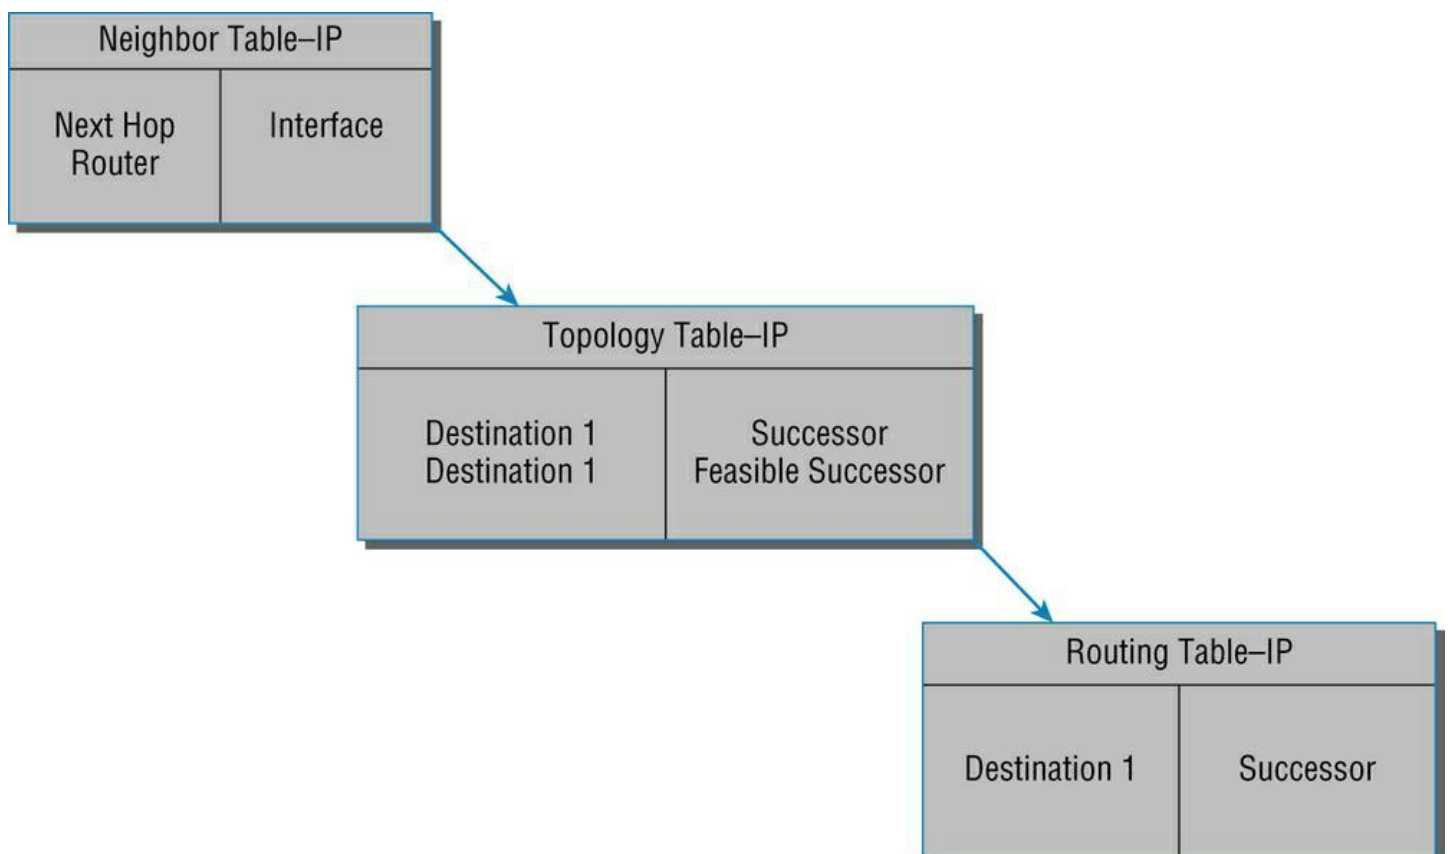 Neighbor Table–IP
Next Hop
Router
Interface
Topology Table–IP
Destination 1
Destination 1
Successor
Feasible Successor
Routing Table–IP
Destination 1
Successor